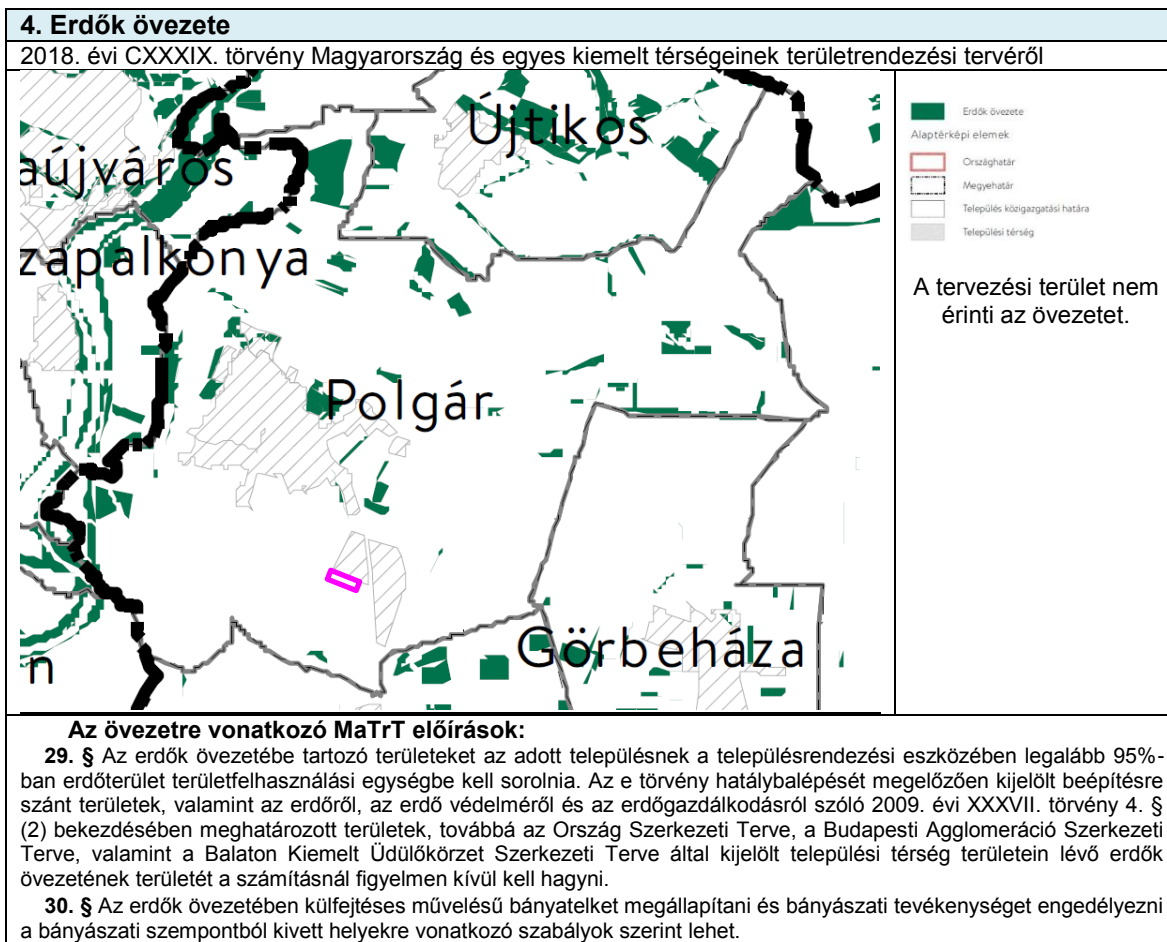 4. Erdők övezete
2018. évi CXXXIX. törvény Magyarország és egyes kiemelt térségeinek területrendezési tervéről
Újtikos
aújváros
zapalkonya
Polgár
Görbeháza
n
Erdők övezete
Alaptérképi elemek
Országhatár
Megyehatár
Település közigazgatási határa
Települési térség
A tervezési terület nem
érinti az övezetet.
Az övezetre vonatkozó MaTrT előírások:
29. § Az erdők övezetébe tartozó területeket az adott településnek a településrendezési eszközében legalább 95%-
ban erdőterület területfelhasználási egységbe kell sorolnia. Az e törvény hatálybalépését megelőzően kijelölt beépítésre
szánt területek, valamint az erdőről, az erdő védelméről és az erdőgazdálkodásról szóló 2009. évi XXXVII. törvény 4. §
(2) bekezdésében meghatározott területek, továbbá az Ország Szerkezeti Terve, a Budapesti Agglomeráció Szerkezeti
Terve, valamint a Balaton Kiemelt Üdülőkörzet Szerkezeti Terve által kijelölt települési térség területein lévő erdők
övezetének területét a számításnál figyelmen kívül kell hagyni.
30. § Az erdők övezetében külfejtéses művelésű bányatelket megállapítani és bányászati tevékenységet engedélyezni
a bányászati szempontból kivett helyekre vonatkozó szabályok szerint lehet.